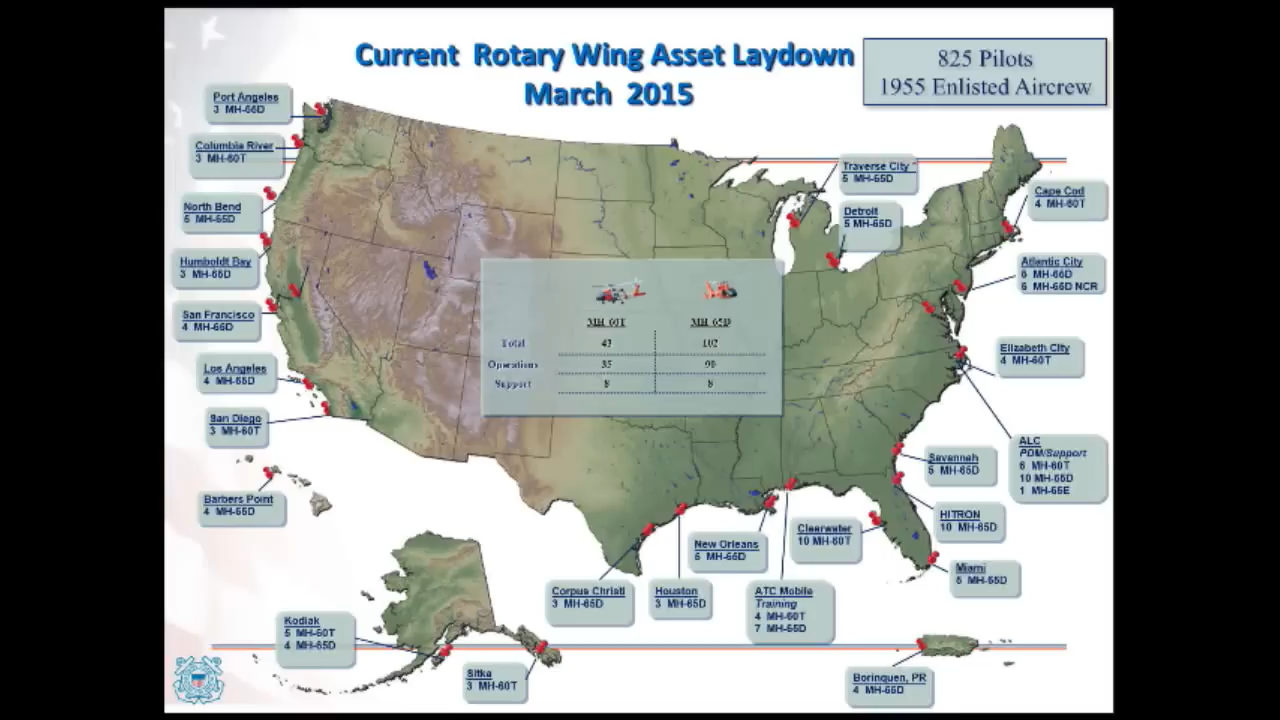 Current Rotary Wing Asset Laydown
March 2015
825 Pilots
1955 Enlisted Aircrew
Port Angeles
3 MH-65D
Columbia River
3 MH-60T
North Bend
5 MH-65D
Humboldt Bay
3 MH-65D
San Francisco
4 MH-65D
Los Angeles
4 MH-65D
San Diego
3 MH-60T
Barbers Point
4 MH-65D
Kodiak
5 MH-60T
4 MH-65D
Sitka
3 MH-60T
Traverse City
5 MH-65D
Detroit
5 MH-65D
Cape Cod
4 MH-60T
Atlantic City
MH-65D
MH-65D NCR
Elizabeth City
4 MH-60T
ALC
PDM/Support
6 MH-60T
10 MH-65D
1 MH-65E
Savannah
5 MH-65D
HITRON
10 MH-65D
Miami
MH-65D
Clearwater
10 MH-60T
New Orleans
5 MH-65D
ATC Mobile
Training
4 MH-60T
7 MH-65D
Houston
3 MH-65D
Corpus Christi
3 MH-65D
Borinquen, PR
4 MH-65D
MH-60T MH-65D
Total 43 102
Operations 35 90
Support 8 8